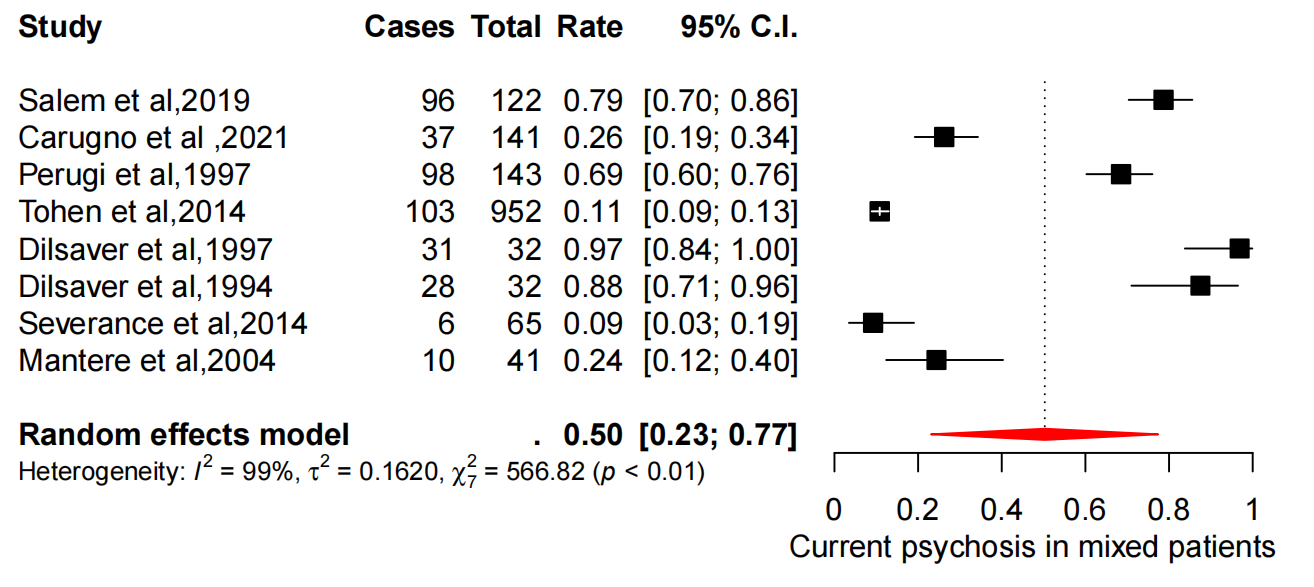 Study Cases Total Rate 95% C.I.
Salem et al,2019 96 122 0.79 [0.70; 0.86]
Carugno et al ,2021 37 141 0.26 [0.19; 0.34]
Perugi et al,1997 98 143 0.69 [0.60; 0.76]
Tohen et al,2014 103 952 0.11 [0.09; 0.13]
Dilsaver et al,1997 31 32 0.97 [0.84; 1.00]
Dilsaver et al,1994 28 32 0.88 [0.71; 0.96]
Severance et al,2014 6 65 0.09 [0.03; 0.19]
Mantere et al,2004 10 41 0.24 [0.12; 0.40]
Random effects model . 0.50 [0.23; 0.77]
Heterogeneity: I² = 99%, τ² = 0.1620, χ²₇ = 566.82 (p < 0.01)
0 0.2 0.4 0.6 0.8 1
Current psychosis in mixed patients